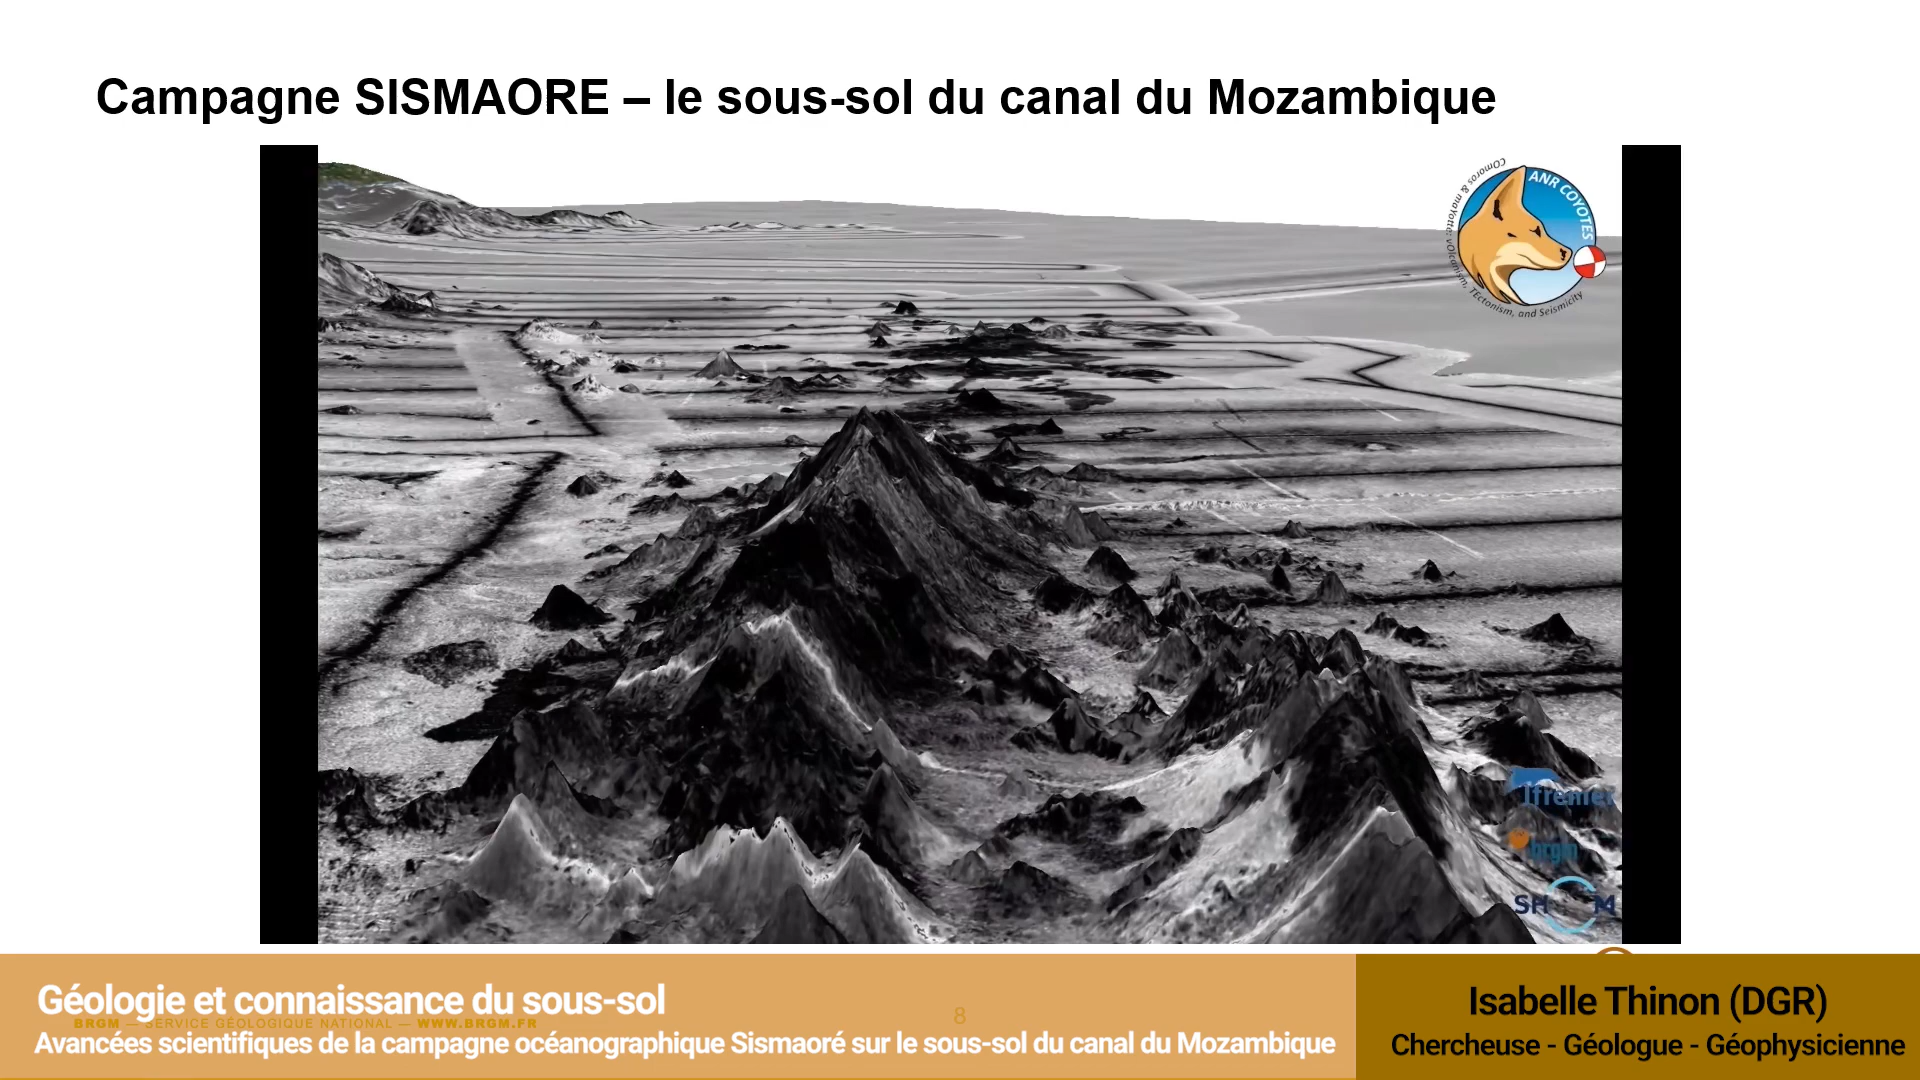 Campagne SISMAORE – le sous-sol du canal du Mozambique
COmoros & maYotte: vOlcanism, TEctonism, and Seismicity
ANR COYOTES
Ifremer
brgm
SH M
Géologie et connaissance du sous-sol
BRGM — SERVICE GÉOLOGIQUE NATIONAL — WWW.BRGM.FR
8
Avancées scientifiques de la campagne océanographique Sismaoré sur le sous-sol du canal du Mozambique
Isabelle Thinon (DGR)
Chercheuse - Géologue - Géophysicienne